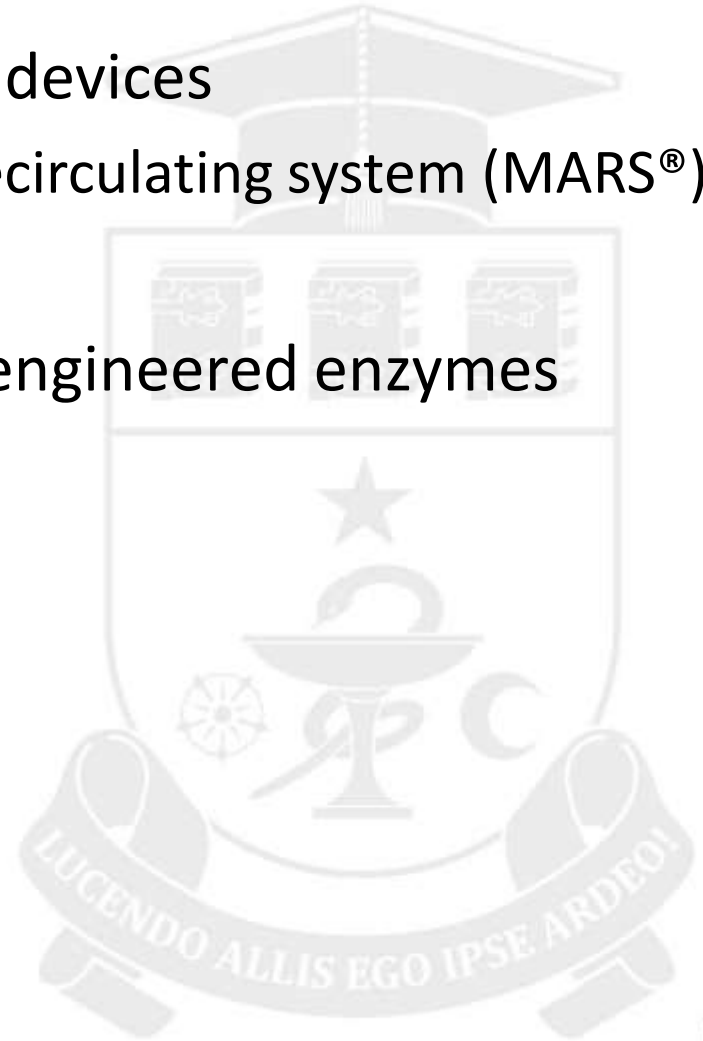 devices
ecirculating system (MARS®)
engineered enzymes
LUCENDO ALLIS EGO IPSE ARDEO!